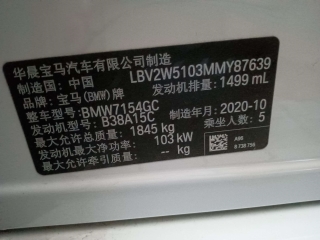 华晨宝马汽车有限公司制造
制造国：中国 LBV2W5103MMY87639
品牌：宝马(BMW)牌 发动机排量：1499 mL
整车型号：BMW7154GC 制造年月：2020-10
发动机型号：B38A15C 乘坐人数：5
最大允许总质量：1845 kg
发动机最大净功率：103 kW
最大允许牵引质量：-- kg
A96
8 738 755